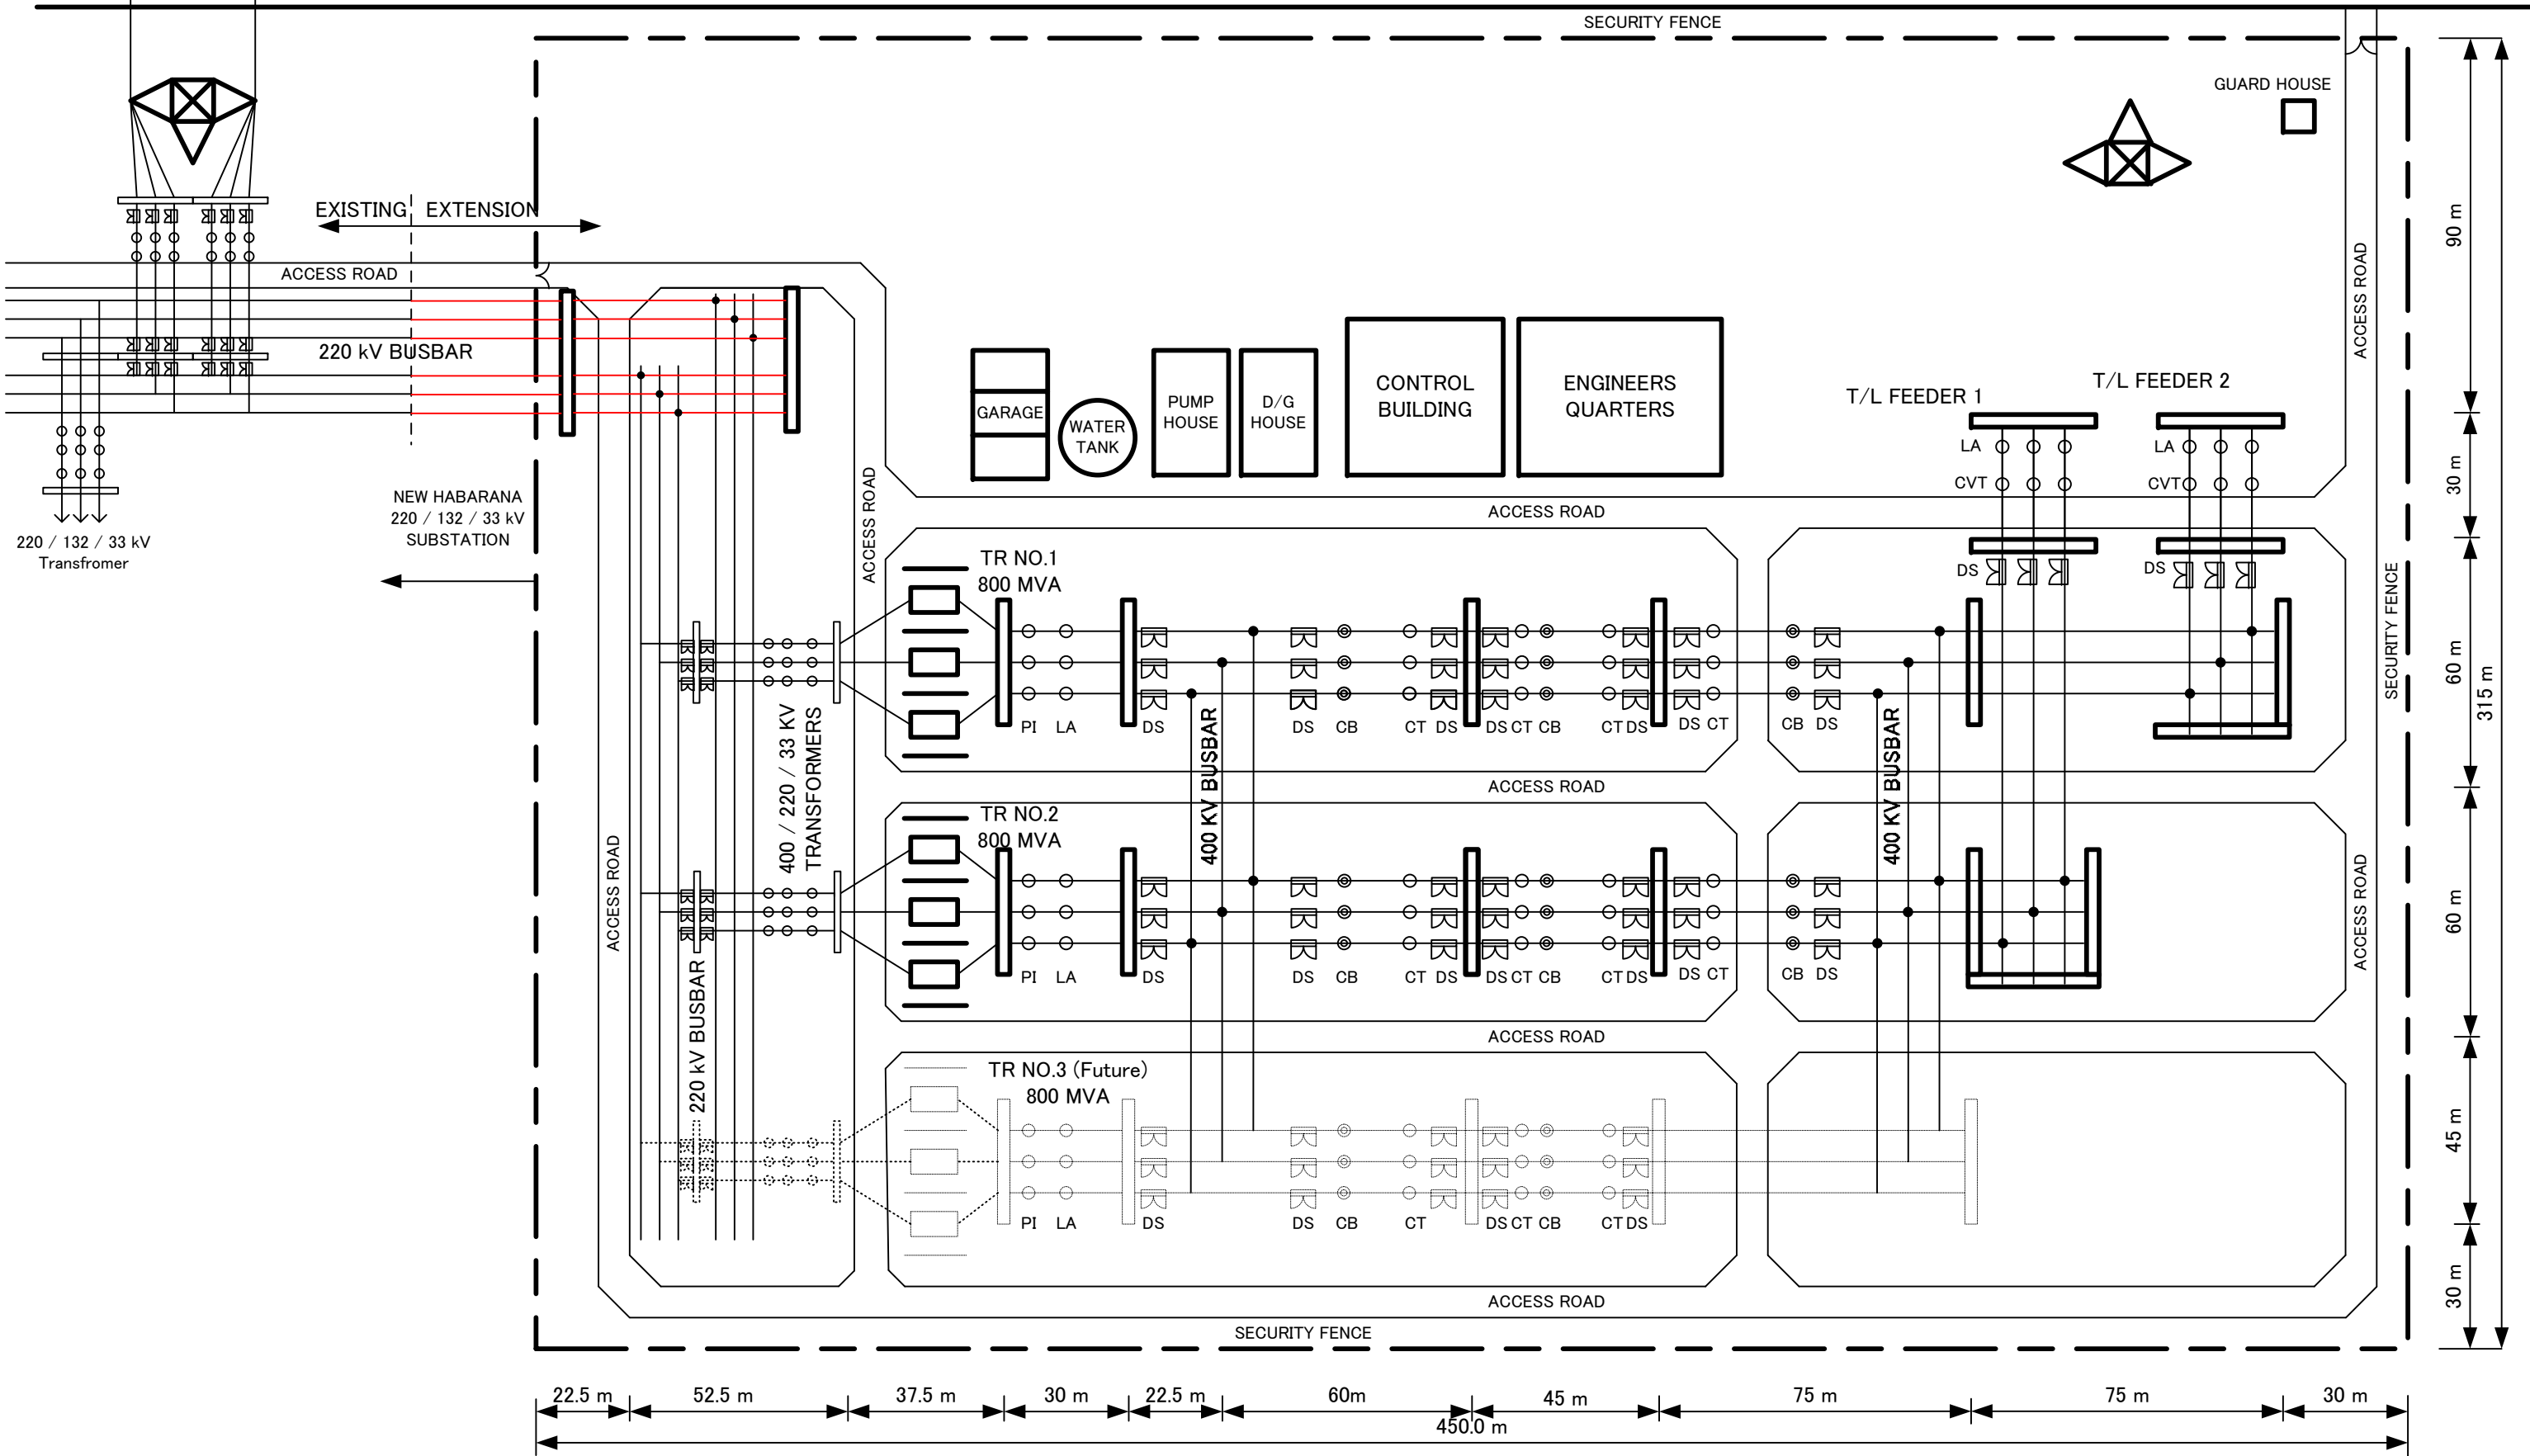 SECURITY FENCE
GUARD HOUSE
EXISTING
EXTENSION
ACCESS ROAD
ACCESS ROAD
90 m
220 kV BUSBAR
T/L FEEDER 1
T/L FEEDER 2
GARAGE
WATER
TANK
PUMP
HOUSE
D/G
HOUSE
CONTROL
BUILDING
ENGINEERS
QUARTERS
LA
LA
CVT
CVT
30 m
NEW HABARANA
220 / 132 / 33 kV
SUBSTATION
220 / 132 / 33 kV
Transfromer
ACCESS ROAD
ACCESS ROAD
TR NO.1
800 MVA
DS
DS
SECURITY FENCE
60 m
315 m
PI LA DS DS CB CT DS DS CT CB CT DS DS CT CB DS
400 / 220 / 33 KV
TRANSFORMERS
400 KV BUSBAR
400 KV BUSBAR
ACCESS ROAD
TR NO.2
800 MVA
ACCESS ROAD
ACCESS ROAD
60 m
PI LA DS DS CB CT DS DS CT CB CT DS DS CT CB DS
220 kV BUSBAR
ACCESS ROAD
TR NO.3 (Future)
800 MVA
45 m
PI LA DS DS CB CT DS CT CB CT DS
30 m
ACCESS ROAD
SECURITY FENCE
22.5 m 52.5 m 37.5 m 30 m 22.5 m 60m 45 m 75 m 75 m 30 m
450.0 m